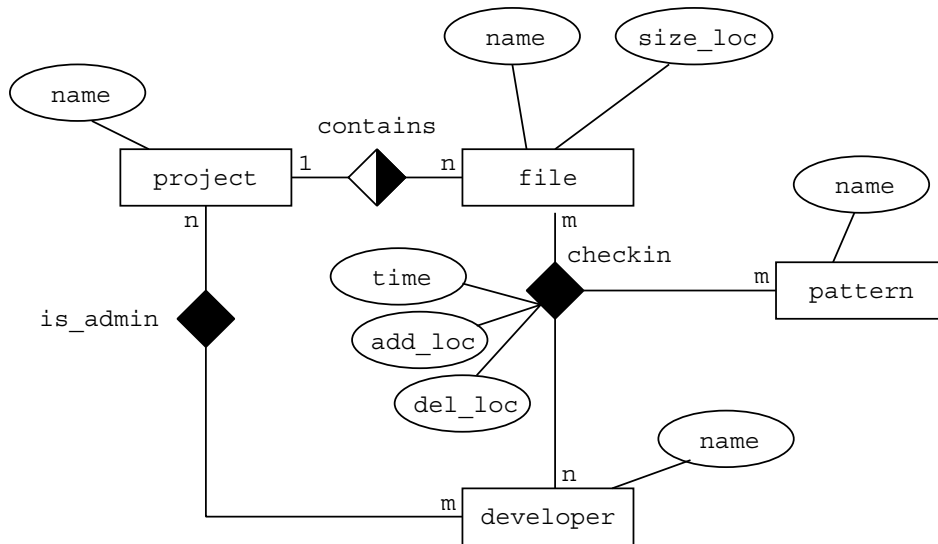 name
size_loc
name
contains
project
1
n
file
name
n
m
checkin
time
m
pattern
is_admin
add_loc
del_loc
name
n
m
developer